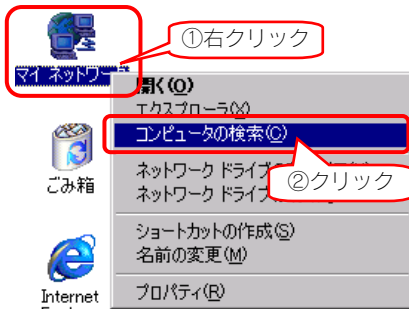 ①右クリック
マイ ネットワーク
開く(O)
エクスプローラ(X)
コンピュータの検索(C)
ネットワーク ドライブの
②クリック
ネットワーク ドライブ
ごみ箱
ショートカットの作成(S)
名前の変更(M)
プロパティ(R)
Internet